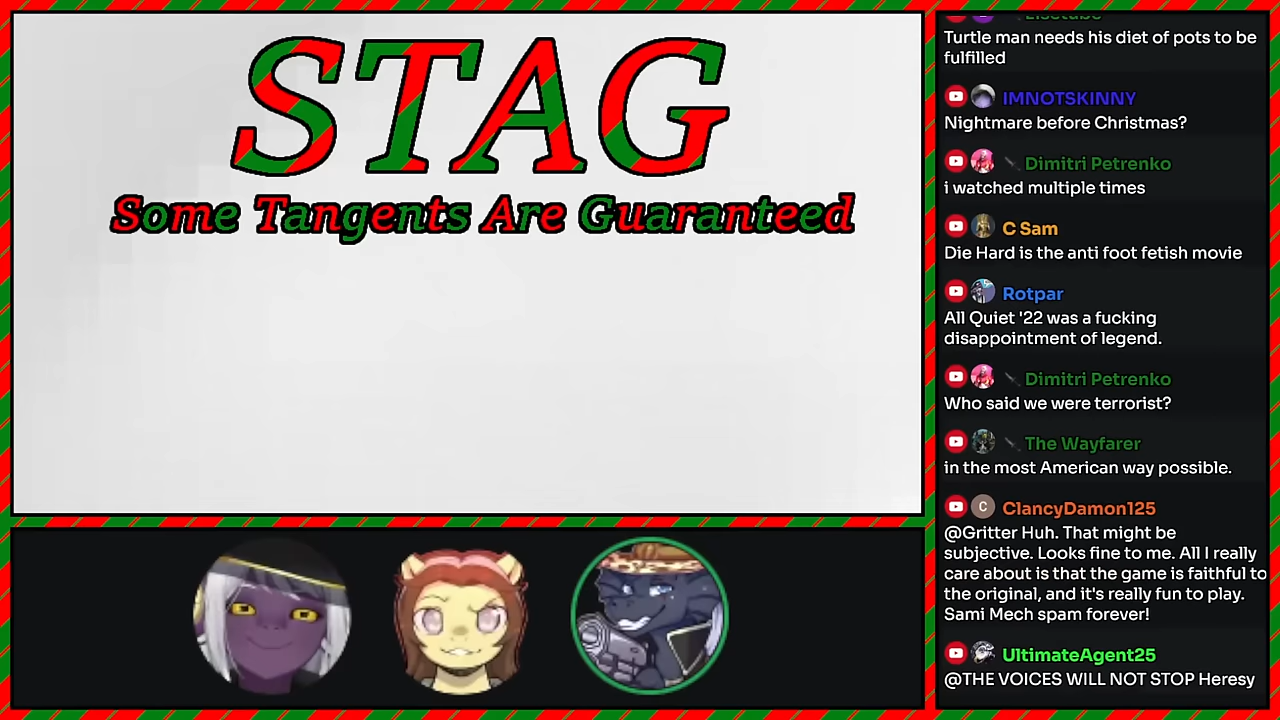 STAG
Some Tangents Are Guaranteed
Turtle man needs his diet of pots to be
fulfilled
IMNOTSKINNY
Nightmare before Christmas?
Dimitri Petrenko
i watched multiple times
C Sam
Die Hard is the anti foot fetish movie
Rotpar
All Quiet '22 was a fucking
disappointment of legend.
Dimitri Petrenko
Who said we were terrorist?
The Wayfarer
in the most American way possible.
C ClancyDamon125
@Gritter Huh. That might be
subjective. Looks fine to me. All I really
care about is that the game is faithful to
the original, and it's really fun to play.
Sami Mech spam forever!
UltimateAgent25
@THE VOICES WILL NOT STOP Heresy